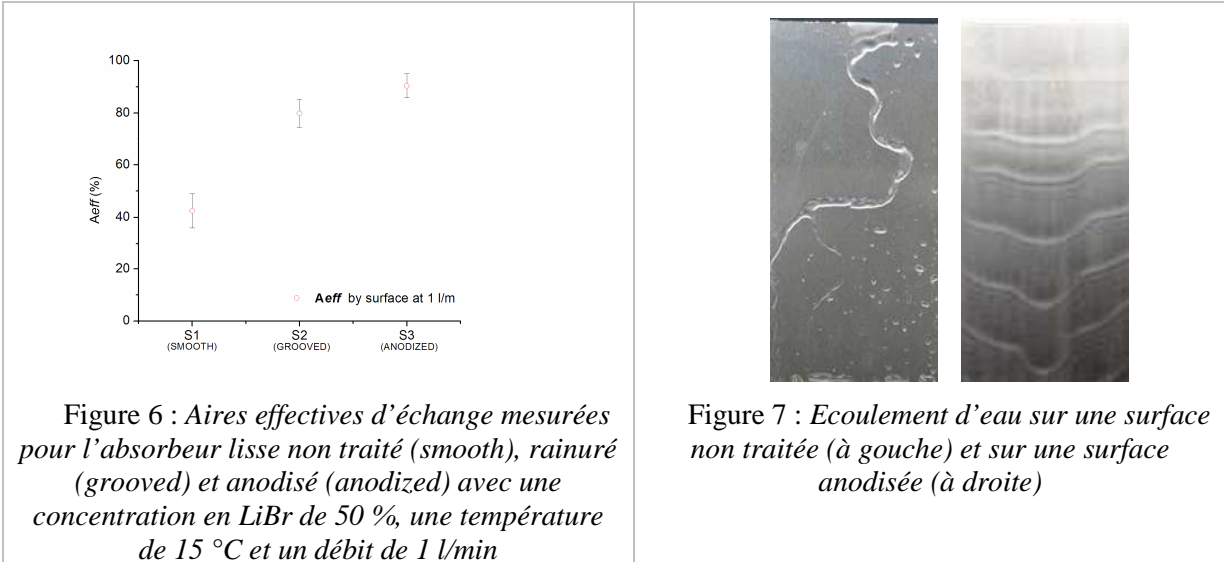 100
80
60
40
20
0
Aeff (%)
Aeff by surface at 1 l/m
S1
(SMOOTH)
S2
(GROOVED)
S3
(ANODIZED)
Figure 6 : Aires effectives d’échange mesurées
pour l’absorbeur lisse non traité (smooth), rainuré
(grooved) et anodisé (anodized) avec une
concentration en LiBr de 50 %, une température
de 15 °C et un débit de 1 l/min
Figure 7 : Ecoulement d’eau sur une surface
non traitée (à gauche) et sur une surface
anodisée (à droite)